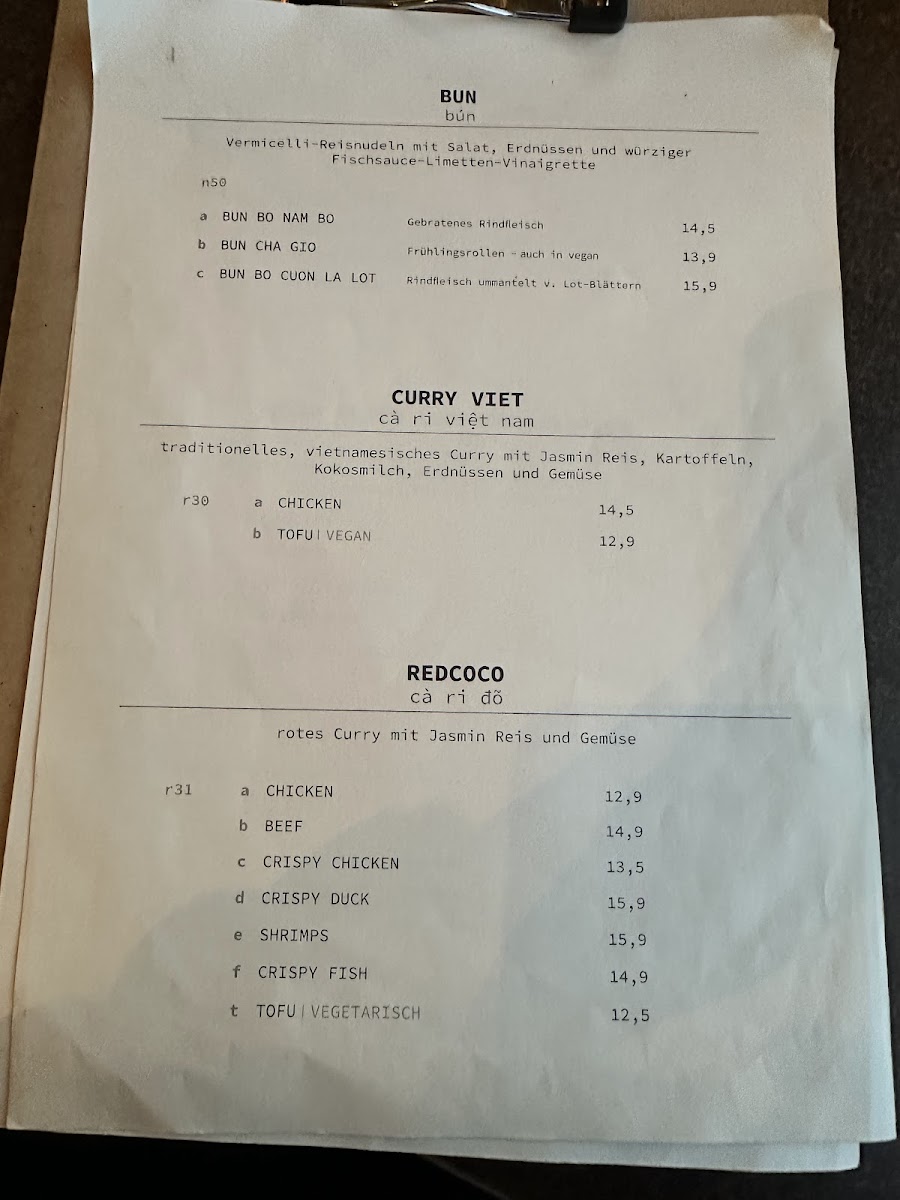 BUN
bún
Vermicelli-Reisnudeln mit Salat, Erdnüssen und würziger
Fischsauce-Limetten-Vinaigrette
n50
a BUN BO NAM BO Gebratenes Rindfleisch 14,5
b BUN CHA GIO Frühlingsrollen - auch in vegan 13,9
c BUN BO CUON LA LOT Rindfleisch ummantelt v. Lot-Blättern 15,9
CURRY VIET
cà ri việt nam
traditionelles, vietnamesisches Curry mit Jasmin Reis, Kartoffeln,
Kokosmilch, Erdnüssen und Gemüse
r30 a CHICKEN 14,5
b TOFU | VEGAN 12,9
REDCOCO
cà ri đõ
rotes Curry mit Jasmin Reis und Gemüse
r31 a CHICKEN 12,9
b BEEF 14,9
c CRISPY CHICKEN 13,5
d CRISPY DUCK 15,9
e SHRIMPS 15,9
f CRISPY FISH 14,9
t TOFU | VEGETARISCH 12,5